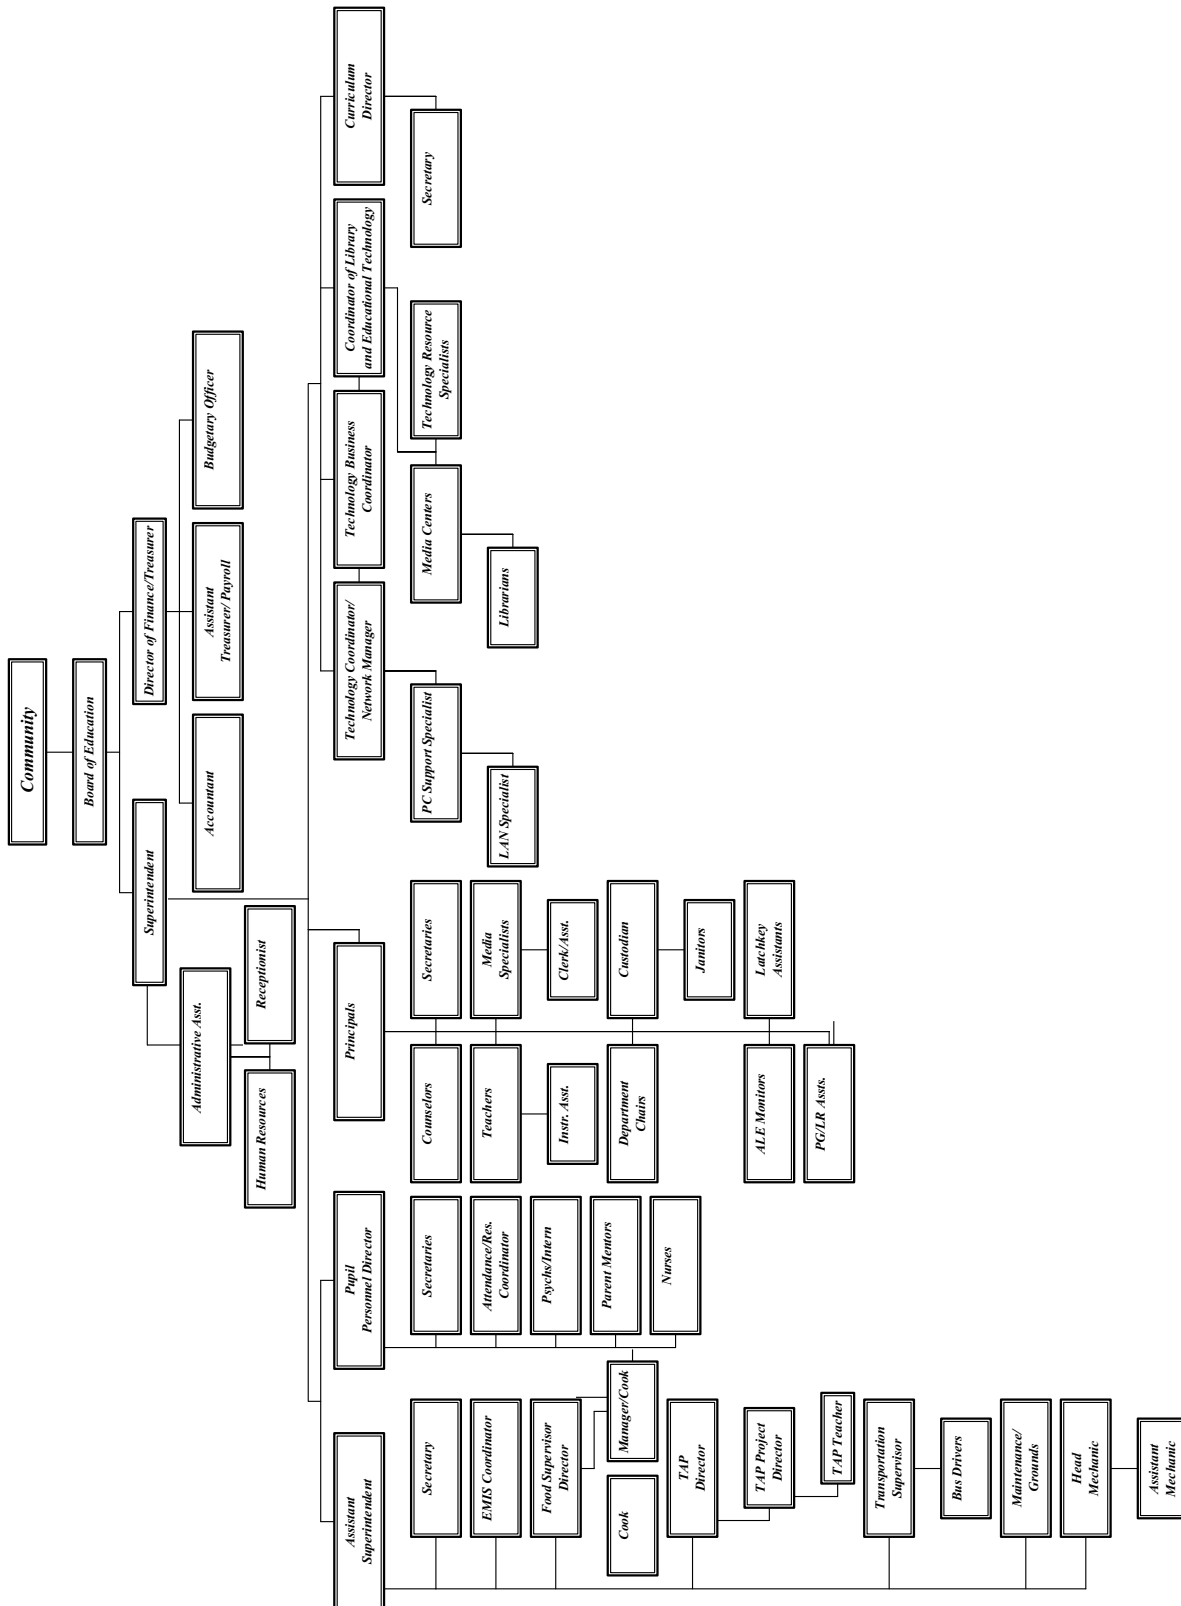 Community
Board of Education
Superintendent
Director of Finance/Treasurer
Administrative Asst.
Human Resources
Receptionist
Accountant
Assistant
Treasurer/ Payroll
Budgetary Officer
Assistant
Superintendent
Pupil
Personnel Director
Principals
Technology Coordinator/
Network Manager
Technology Business
Coordinator
Coordinator of Library
and Educational Technology
Curriculum
Director
Secretary
EMIS Coordinator
Food Supervisor
Director
Cook
Manager/Cook
TAP
Director
TAP Project
Director
TAP Teacher
Transportation
Supervisor
Bus Drivers
Maintenance/
Grounds
Head
Mechanic
Assistant
Mechanic
Secretaries
Attendance/Res.
Coordinator
Psychs/Intern
Parent Mentors
Nurses
Counselors
Secretaries
Teachers
Media
Specialists
Instr. Asst.
Clerk/Asst.
Department
Chairs
Custodian
Janitors
ALE Monitors
Latchkey
Assistants
PG/LR Assts.
PC Support Specialist
LAN Specialist
Media Centers
Technology Resource
Specialists
Librarians
Secretary